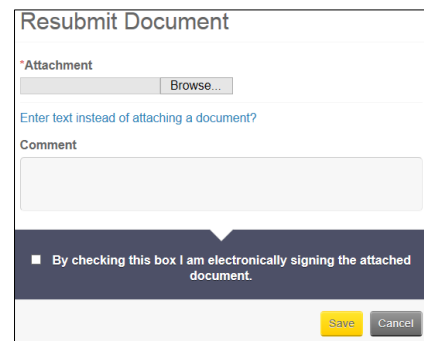 Resubmit Document
*Attachment
Browse...
Enter text instead of attaching a document?
Comment
By checking this box I am electronically signing the attached
document.
Save Cancel